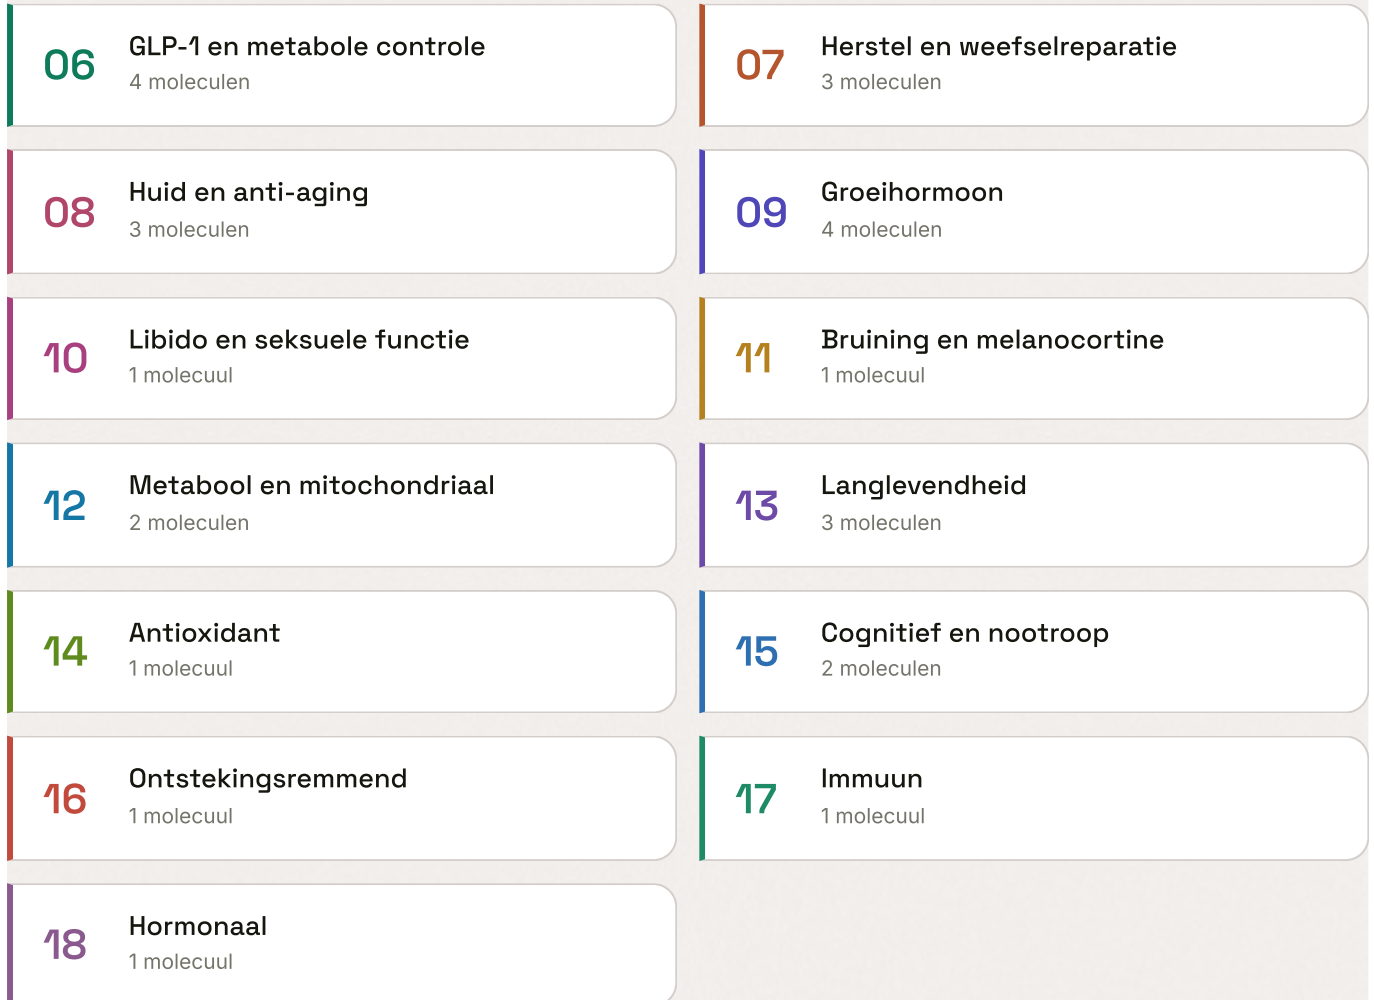 06
GLP-1 en metabole controle
4 moleculen
07
Herstel en weefselreparatie
3 moleculen
08
Huid en anti-aging
3 moleculen
09
Groeihormoon
4 moleculen
10
Libido en seksuele functie
1 molecuul
11
Bruining en melanocortine
1 molecuul
12
Metabool en mitochondriaal
2 moleculen
13
Langlevendheid
3 moleculen
14
Antioxidant
1 molecuul
15
Cognitief en nootroop
2 moleculen
16
Ontstekingsremmend
1 molecuul
17
Immuun
1 molecuul
18
Hormonaal
1 molecuul